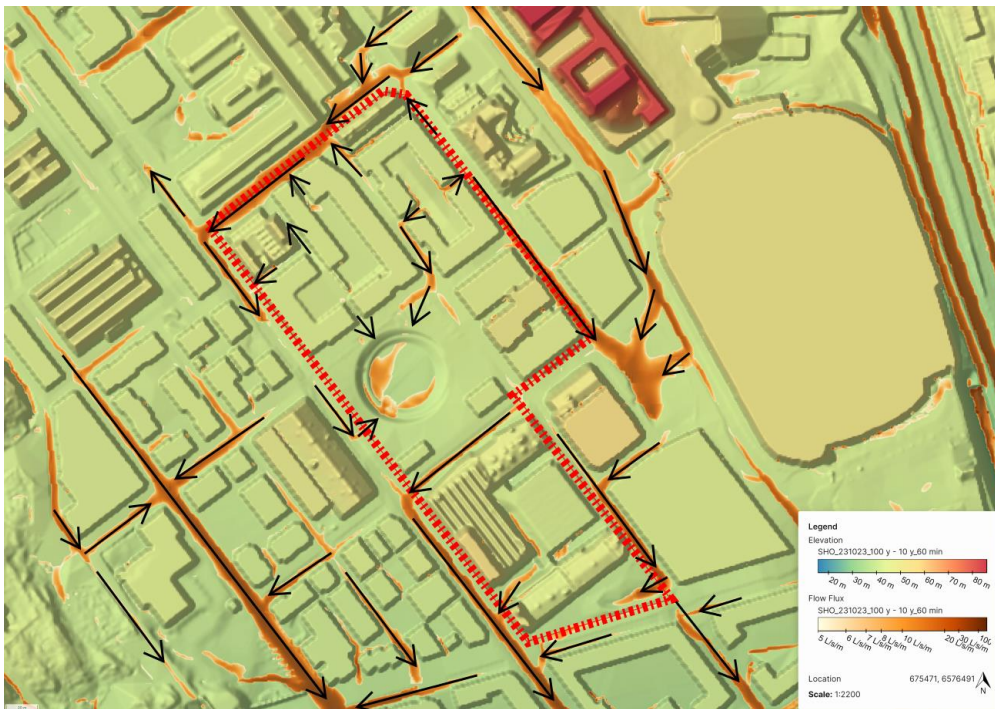 Legend
Elevation
SHO_231023_100 y - 10 y_60 min
20 m 30 m 40 m 50 m 60 m 70 m 80 m
Flow Flux
SHO_231023_100 y - 10 y_60 min
5 L/s/m 6 L/s/m 7 L/s/m 8 L/s/m 10 L/s/m 20 L/s/m 30 L/s/m
Location 675471, 6576491
Scale: 1:2200
N